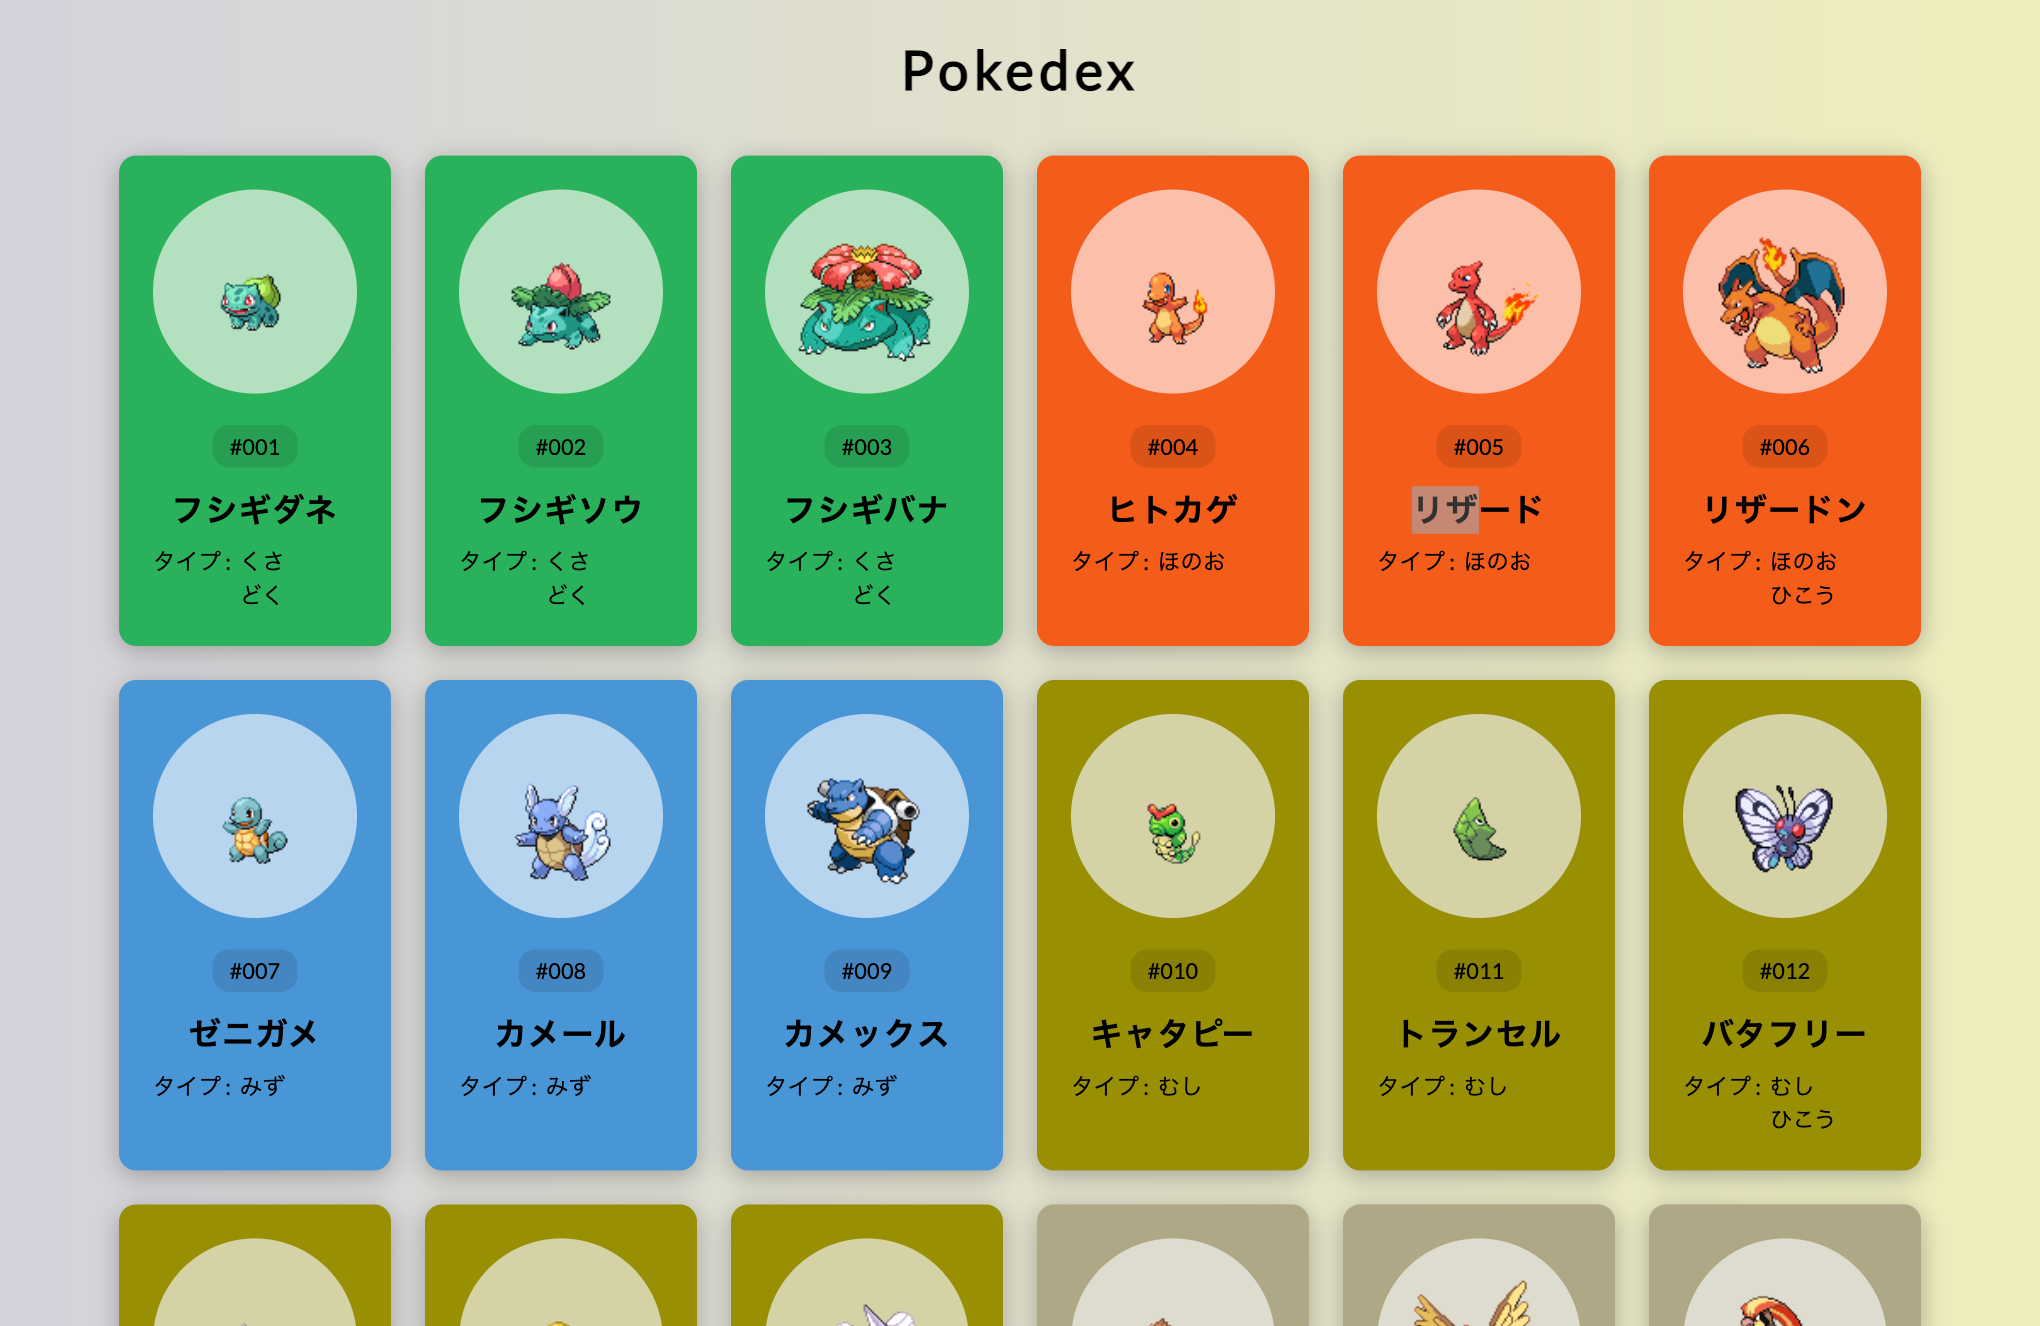 Pokedex
#001
フシギダネ
タイプ: くさ
どく
#002
フシギソウ
タイプ: くさ
どく
#003
フシギバナ
タイプ: くさ
どく
#004
ヒトカゲ
タイプ: ほのお
#005
リザード
タイプ: ほのお
#006
リザードン
タイプ: ほのお
ひこう
#007
ゼニガメ
タイプ: みず
#008
カメール
タイプ: みず
#009
カメックス
タイプ: みず
#010
キャタピー
タイプ: むし
#011
トランセル
タイプ: むし
#012
バタフリー
タイプ: むし
ひこう